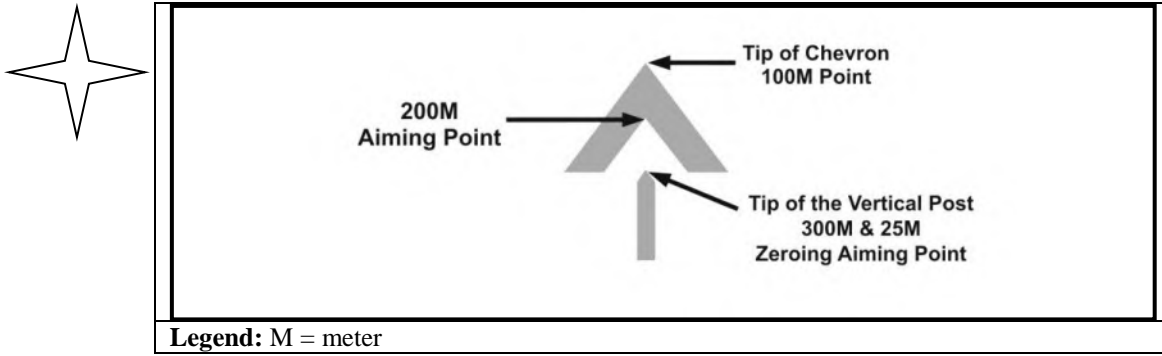 Tip of Chevron
100M Point
200M
Aiming Point
Tip of the Vertical Post
300M & 25M
Zeroing Aiming Point
Legend: M = meter